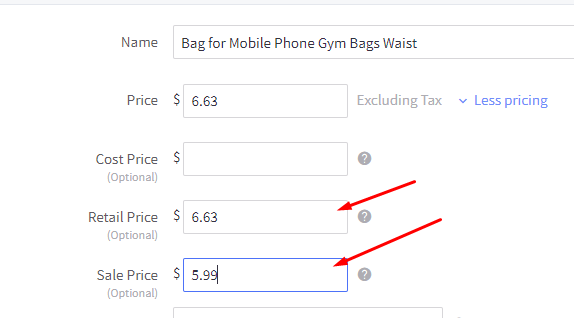 Name Bag for Mobile Phone Gym Bags Waist
Price $ 6.63 Excluding Tax Less pricing
Cost Price $ ?
(Optional)
Retail Price $ 6.63 ?
(Optional)
Sale Price $ 5.99 ?
(Optional)